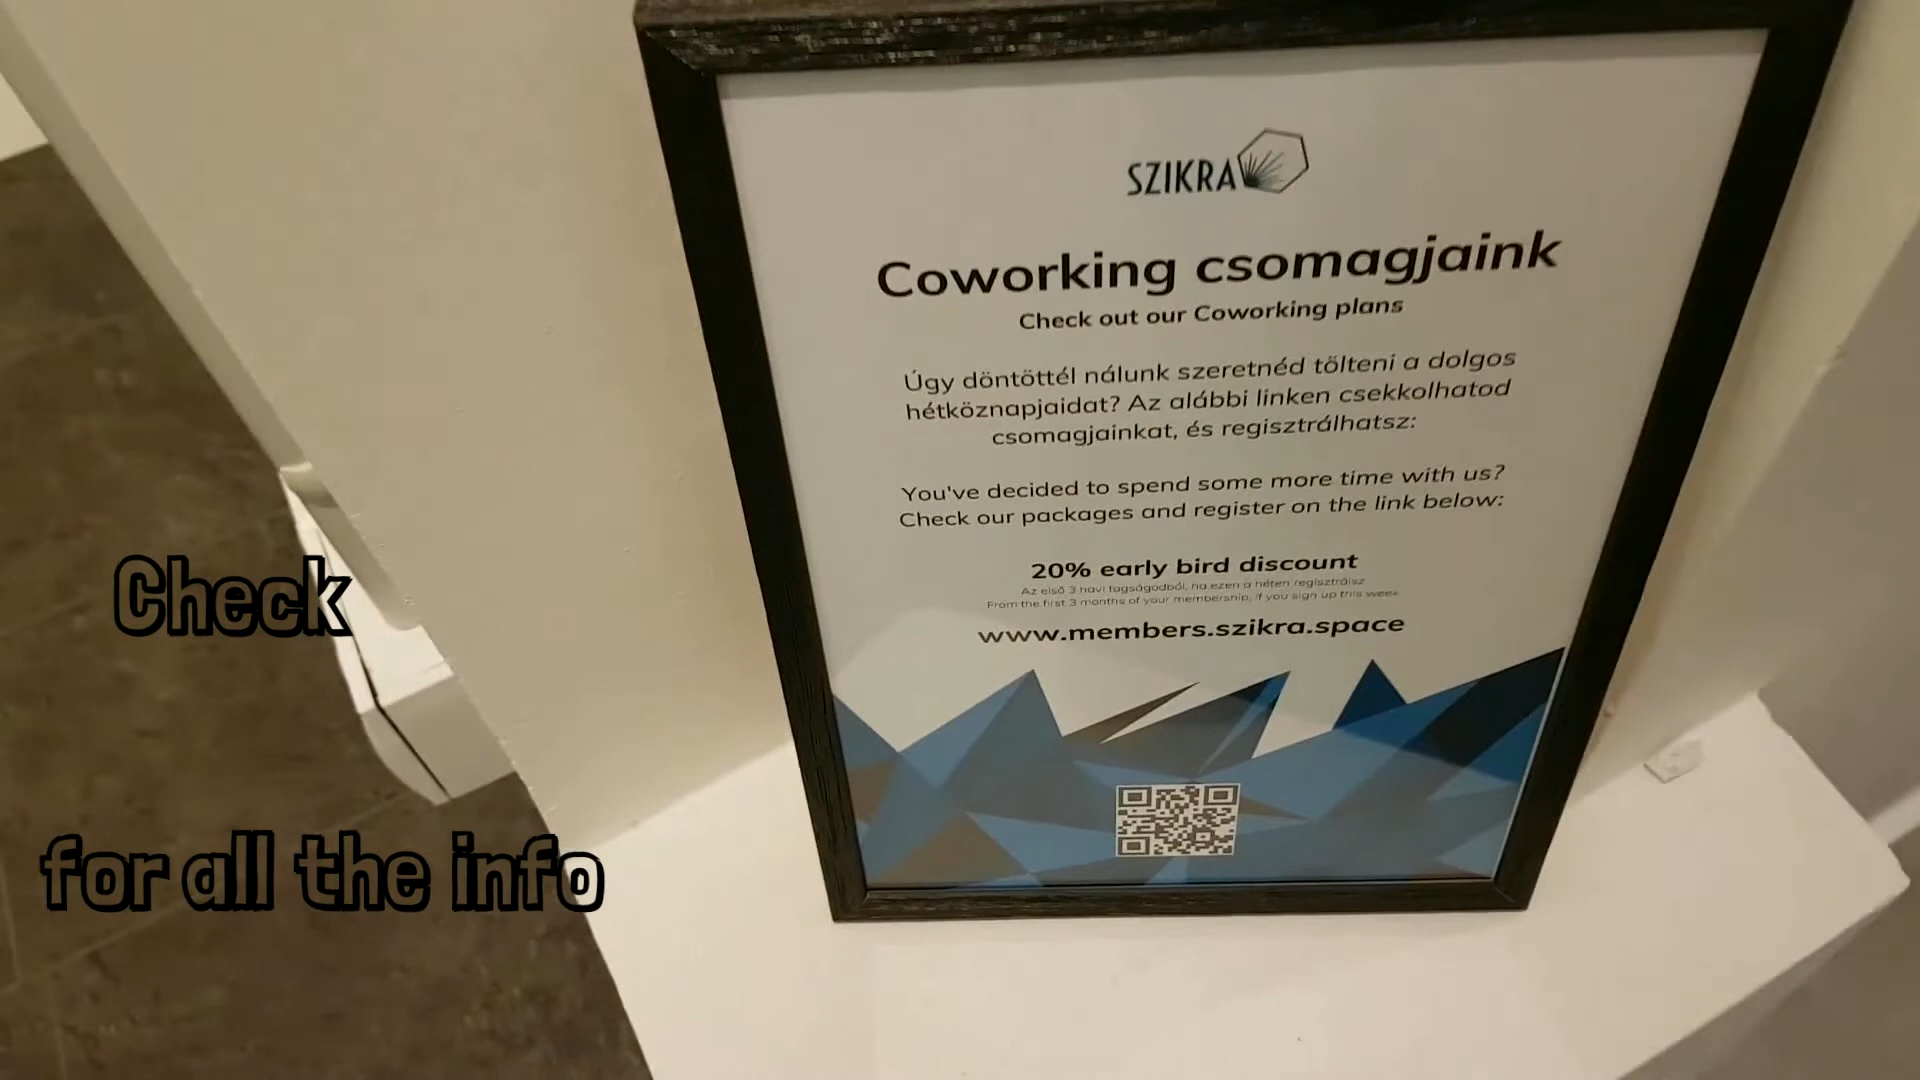 SZIKRA
Coworking csomagjaink
Check out our Coworking plans
Úgy döntöttél nálunk szeretnéd tölteni a dolgos
hétköznapjaidat? Az alábbi linken csekkolhatod
csomagjainkat, és regisztrálhatsz:
You've decided to spend some more time with us?
Check our packages and register on the link below:
20% early bird discount
Az első 3 havi tagságodból, ha ezen a héten regisztrálsz
From the first 3 months of your membership, if you sign up this week
www.members.szikra.space
Check
for all the info